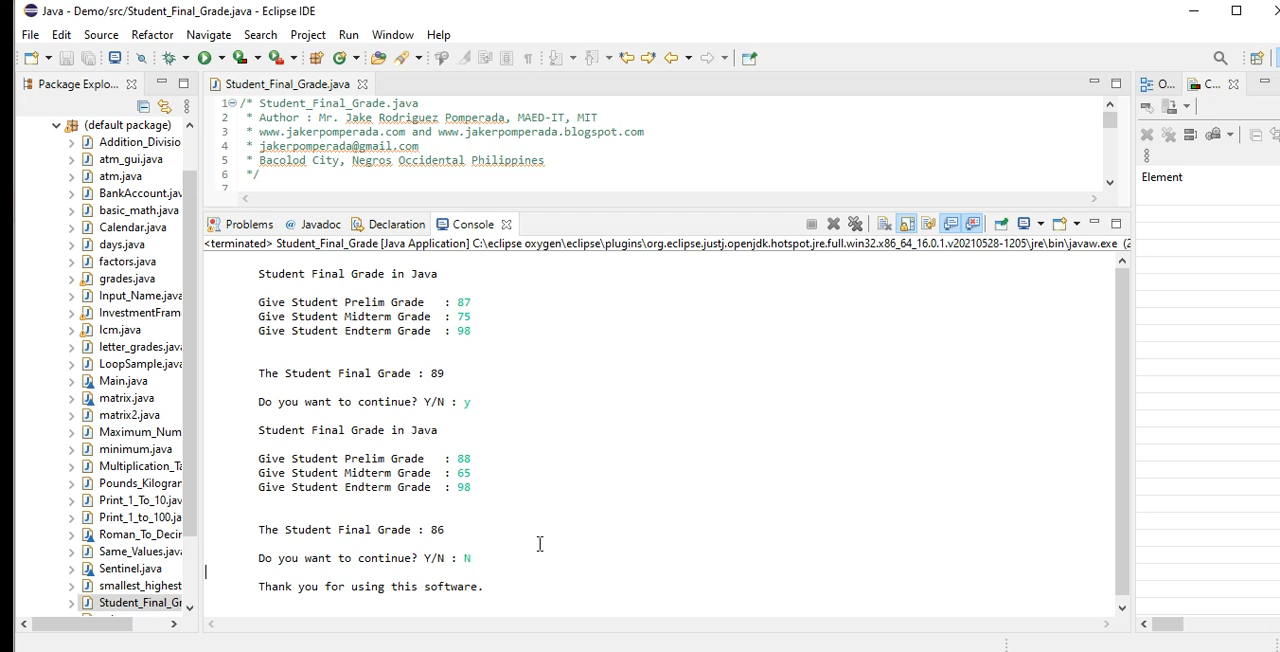 Java - Demo/src/Student_Final_Grade.java - Eclipse IDE
File Edit Source Refactor Navigate Search Project Run Window Help
Package Explo...
Student_Final_Grade.java
O...
C...
(default package)
Addition_Divisio
atm_gui.java
atm.java
BankAccount.jav
basic_math.java
Calendar.java
days.java
factors.java
grades.java
Input_Name.java
InvestmentFram
lcm.java
letter_grades.java
LoopSample.java
Main.java
matrix.java
matrix2.java
Maximum_Num
minimum.java
Multiplication_Ta
Pounds_Kilogran
Print_1_To_10.jav
Print_1_to_100.ja
Roman_To_Decir
Same_Values.java
Sentinel.java
smallest_highest
Student_Final_Gr
1 /* Student_Final_Grade.java
2 * Author : Mr. Jake Rodriguez Pomperada, MAED-IT, MIT
3 * www.jakerpomperada.com and www.jakerpomperada.blogspot.com
4 * jakerpomperada@gmail.com
5 * Bacolod City, Negros Occidental Philippines
6 */
7
Element
Problems Javadoc Declaration Console
<terminated> Student_Final_Grade [Java Application] C:\eclipse oxygen\eclipse\plugins\org.eclipse.justj.openjdk.hotspot.jre.full.win32.x86_64_16.0.1.v20210528-1205\jre\bin\javaw.exe (2
Student Final Grade in Java
Give Student Prelim Grade : 87
Give Student Midterm Grade : 75
Give Student Endterm Grade : 98
The Student Final Grade : 89
Do you want to continue? Y/N : y
Student Final Grade in Java
Give Student Prelim Grade : 88
Give Student Midterm Grade : 65
Give Student Endterm Grade : 98
The Student Final Grade : 86
Do you want to continue? Y/N : N
Thank you for using this software.